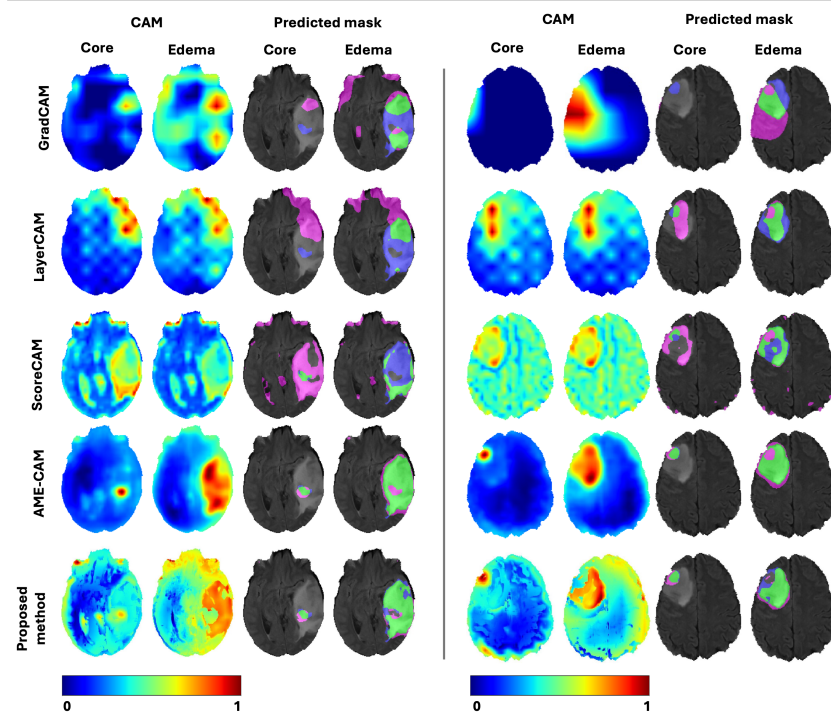 CAM Predicted mask CAM Predicted mask
Core Edema Core Edema Core Edema Core Edema
GradCAM
LayerCAM
ScoreCAM
AME-CAM
Proposed
method
0 1 0 1